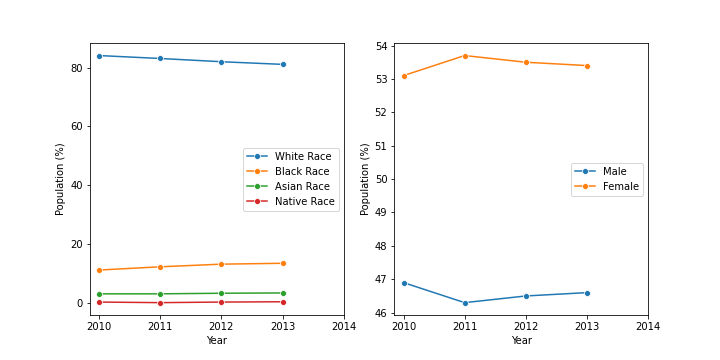 Population (%)
80
60
40
20
0
White Race
Black Race
Asian Race
Native Race
2010 2011 2012 2013 2014
Year
Population (%)
54
53
52
51
50
49
48
47
46
Male
Female
2010 2011 2012 2013 2014
Year